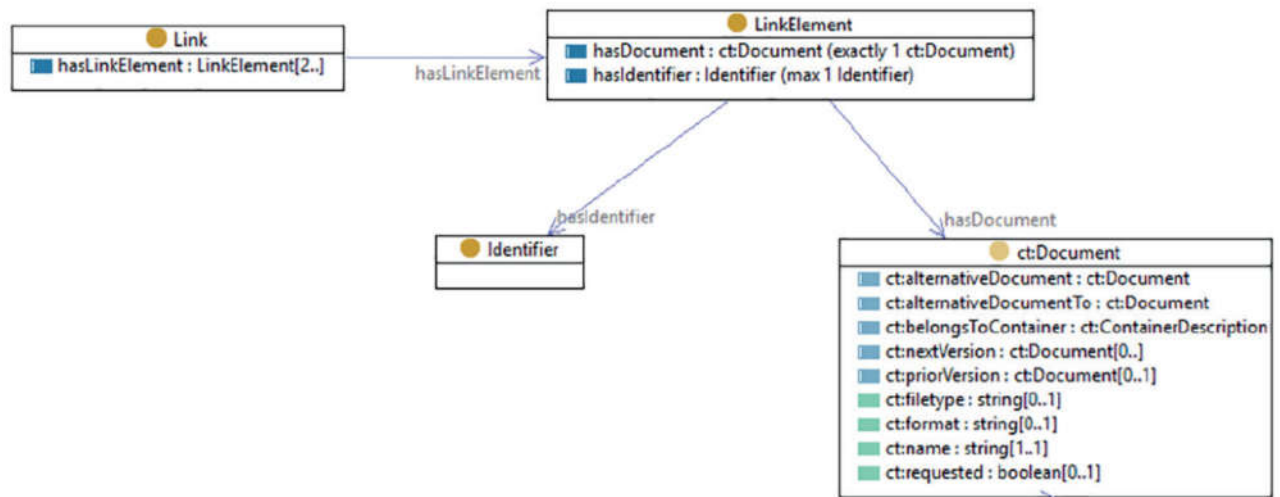 Link
hasLinkElement : LinkElement[2..]
hasLinkElement
LinkElement
hasDocument : ct:Document (exactly 1 ct:Document)
hasIdentifier : Identifier (max 1 Identifier)
hasIdentifier
hasDocument
Identifier
ct:Document
ct:alternativeDocument : ct:Document
ct:alternativeDocumentTo : ct:Document
ct:belongsToContainer : ct:ContainerDescription
ct:nextVersion : ct:Document[0..]
ct:priorVersion : ct:Document[0..1]
ct:filetype : string[0..1]
ct:format : string[0..1]
ct:name : string[1..1]
ct:requested : boolean[0..1]